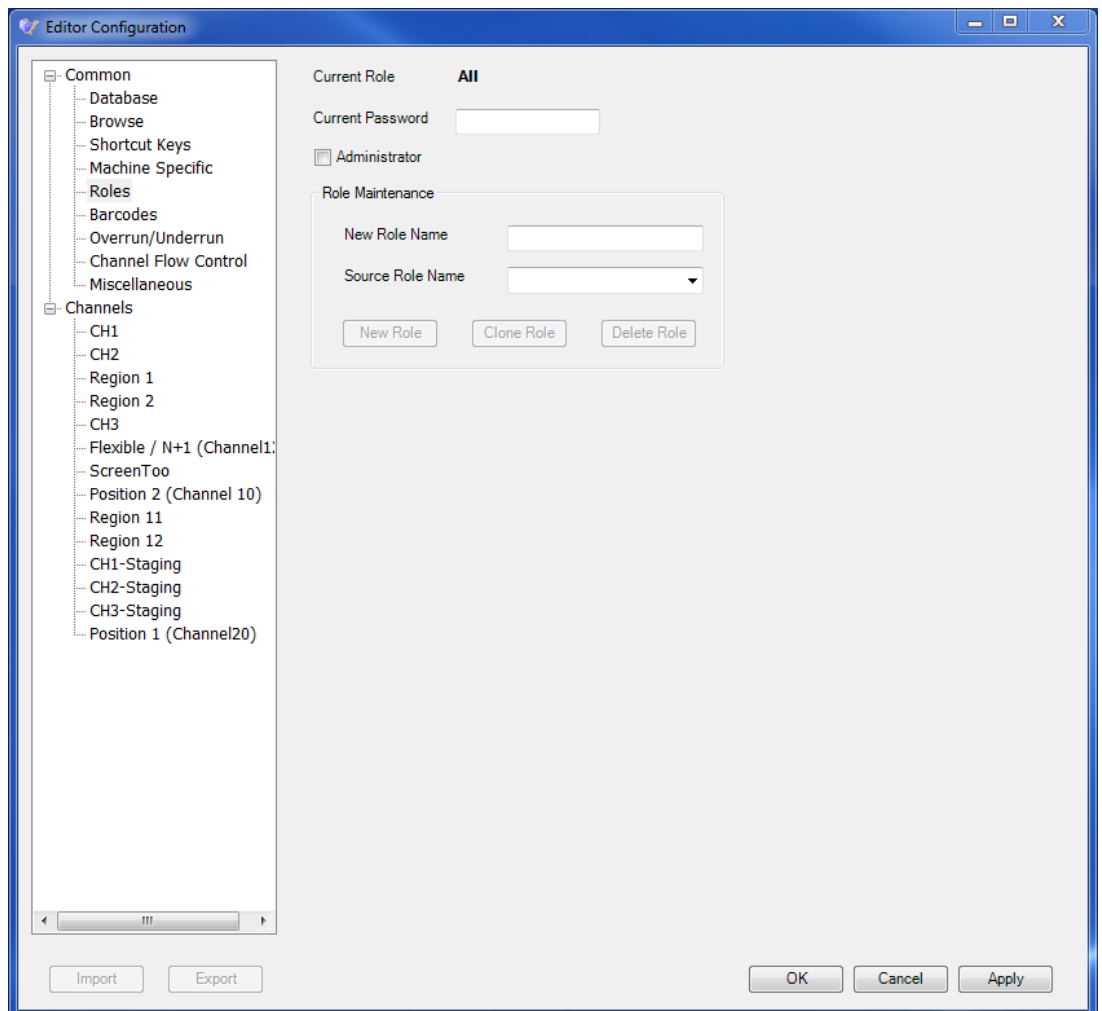 Editor Configuration
Common
Database
Browse
Shortcut Keys
Machine Specific
Roles
Barcodes
Overrun/Underrun
Channel Flow Control
Miscellaneous
Channels
CH1
CH2
Region 1
Region 2
CH3
Flexible / N+1 (Channel12
ScreenToo
Position 2 (Channel 10)
Region 11
Region 12
CH1-Staging
CH2-Staging
CH3-Staging
Position 1 (Channel20)
Current Role All
Current Password
Administrator
Role Maintenance
New Role Name
Source Role Name
New Role Clone Role Delete Role
Import Export OK Cancel Apply